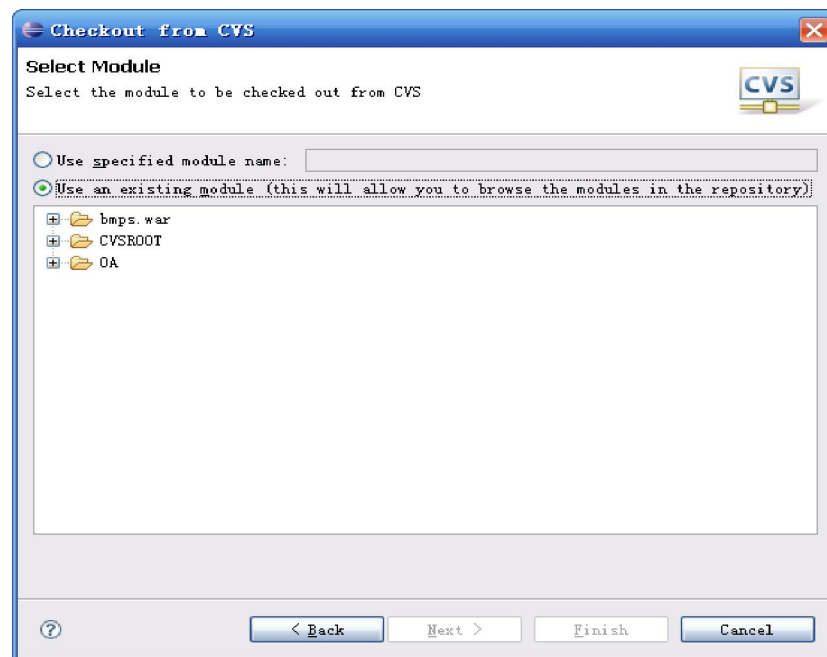 Checkout from CVS
Select Module
Select the module to be checked out from CVS
CVS
Use specified module name:
Use an existing module (this will allow you to browse the modules in the repository)
bmps.war
CVSROOT
OA
?
< Back
Next >
Finish
Cancel